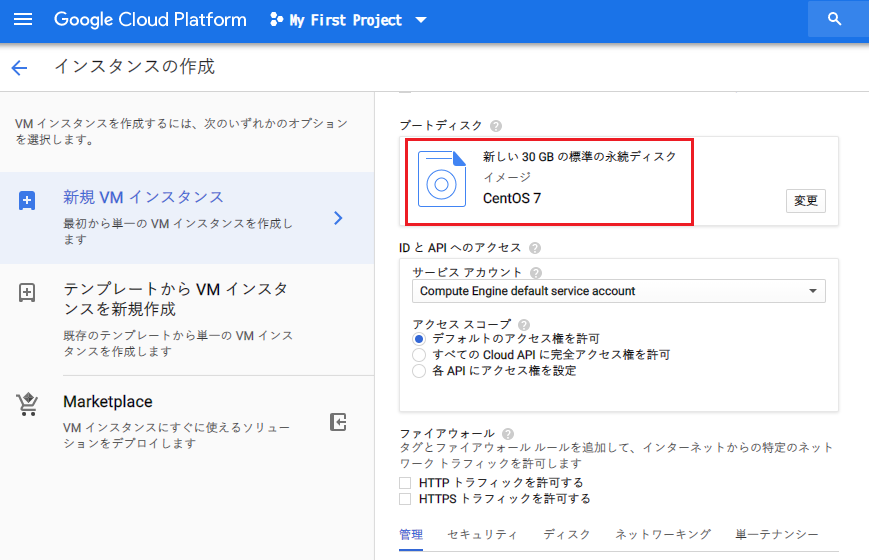 Google Cloud Platform
My First Project
インスタンスの作成
VM インスタンスを作成するには、次のいずれかのオプション
を選択します。
新規 VM インスタンス
最初から単一の VM インスタンスを作成し
ます
テンプレートから VM インスタ
ンスを新規作成
既存のテンプレートから単一の VM インス
タンスを作成します
Marketplace
VM インスタンスにすぐに使えるソリュー
ションをデプロイします
ブートディスク
新しい 30 GB の標準の永続ディスク
イメージ
CentOS 7
変更
ID と API へのアクセス
サービス アカウント
Compute Engine default service account
アクセス スコープ
デフォルトのアクセス権を許可
すべての Cloud API に完全アクセス権を許可
各 API にアクセス権を設定
ファイアウォール
タグとファイアウォール ルールを追加して、インターネットからの特定のネット
ワーク トラフィックを許可します
HTTP トラフィックを許可する
HTTPS トラフィックを許可する
管理 セキュリティ ディスク ネットワーキング 単一テナンシー